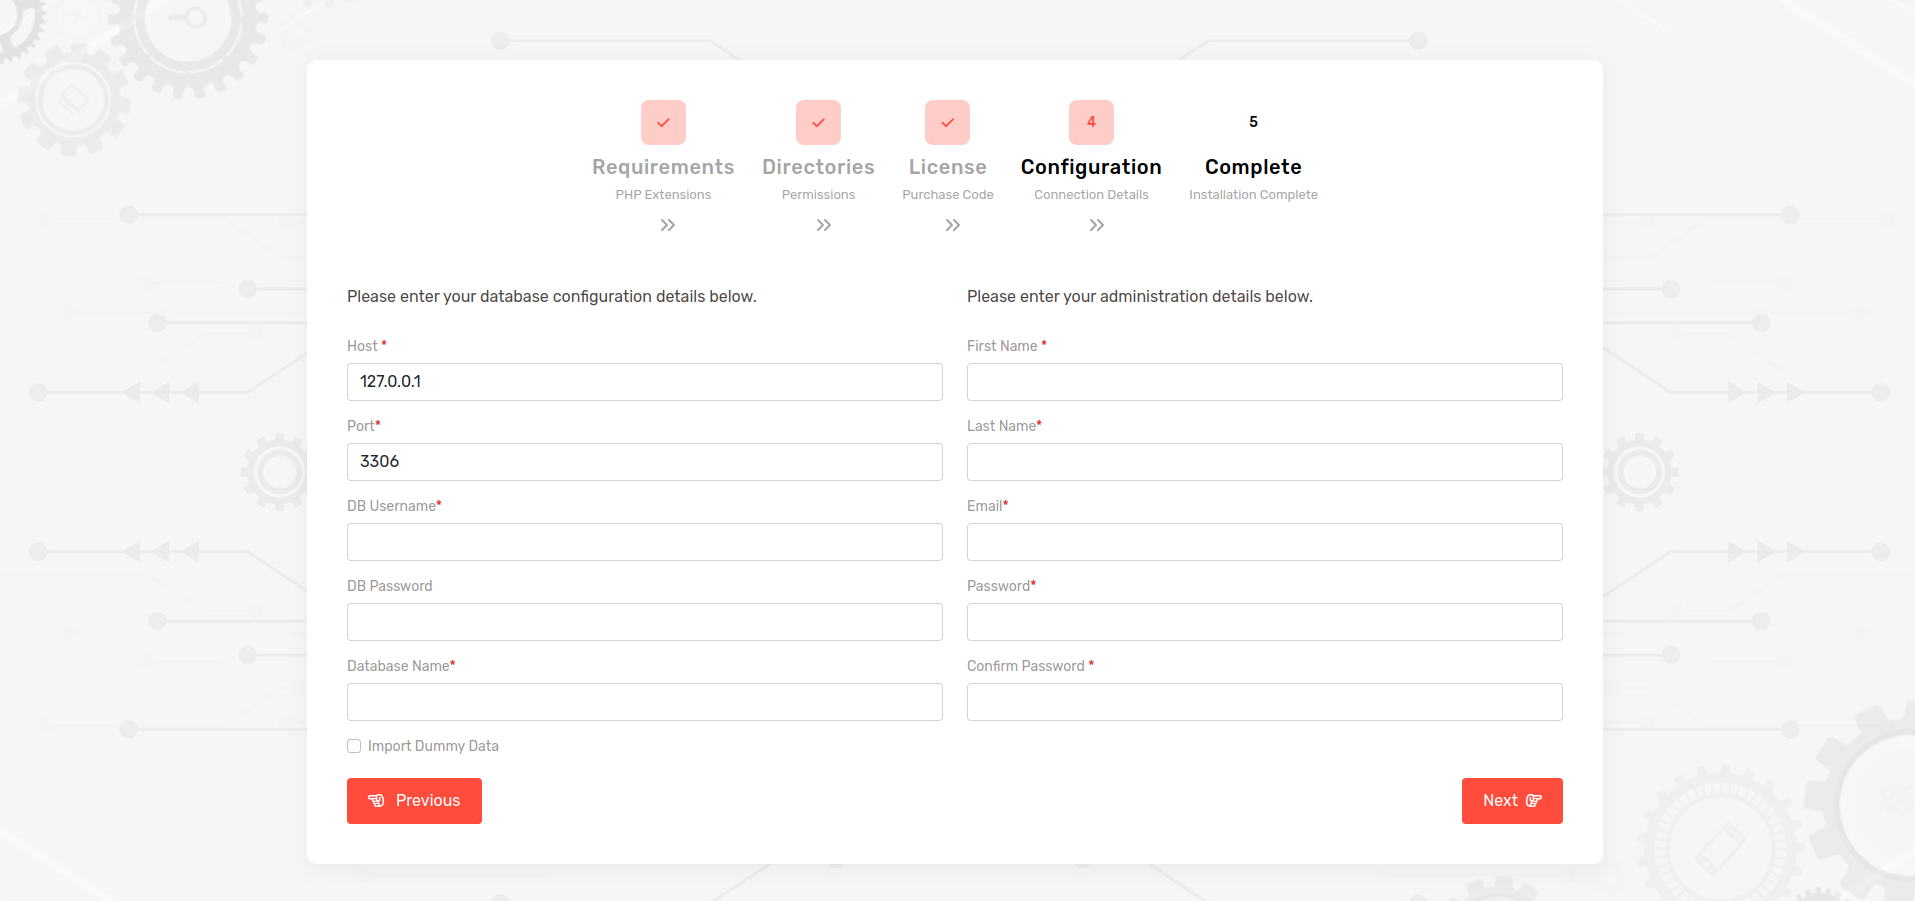 4
5
Requirements
Directories
License
Configuration
Complete
PHP Extensions
Permissions
Purchase Code
Connection Details
Installation Complete
Please enter your database configuration details below.
Please enter your administration details below.
Host *
First Name *
127.0.0.1
Port*
Last Name*
3306
DB Username*
Email*
DB Password
Password*
Database Name*
Confirm Password *
Import Dummy Data
Previous
Next